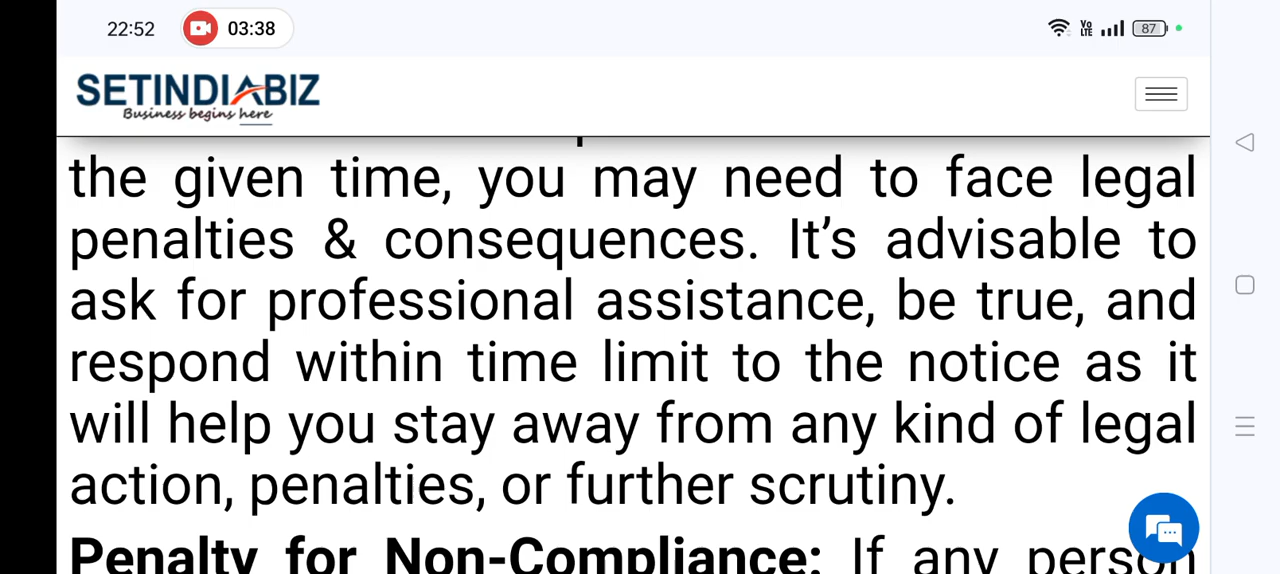 22:52 03:38 Vo LTE 87
SETINDIABIZ
Business begins here
the given time, you may need to face legal
penalties & consequences. It’s advisable to
ask for professional assistance, be true, and
respond within time limit to the notice as it
will help you stay away from any kind of legal
action, penalties, or further scrutiny.
Penalty for Non-Compliance: If any person